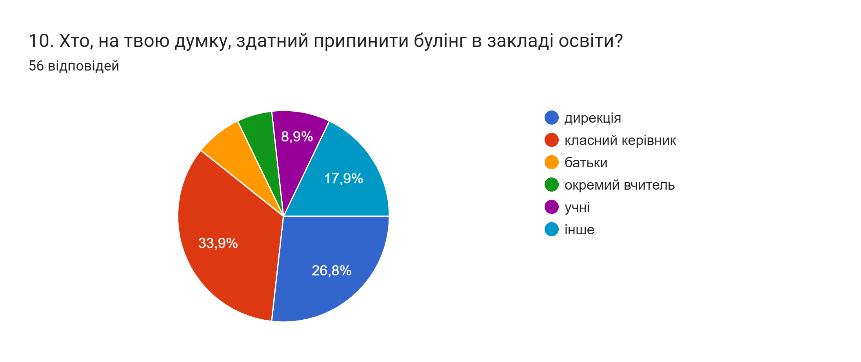 10. Хто, на твою думку, здатний припинити булінг в закладі освіти?
56 відповідей
8,9%
17,9%
33,9%
26,8%
дирекція
класний керівник
батьки
окремий вчитель
учні
інше